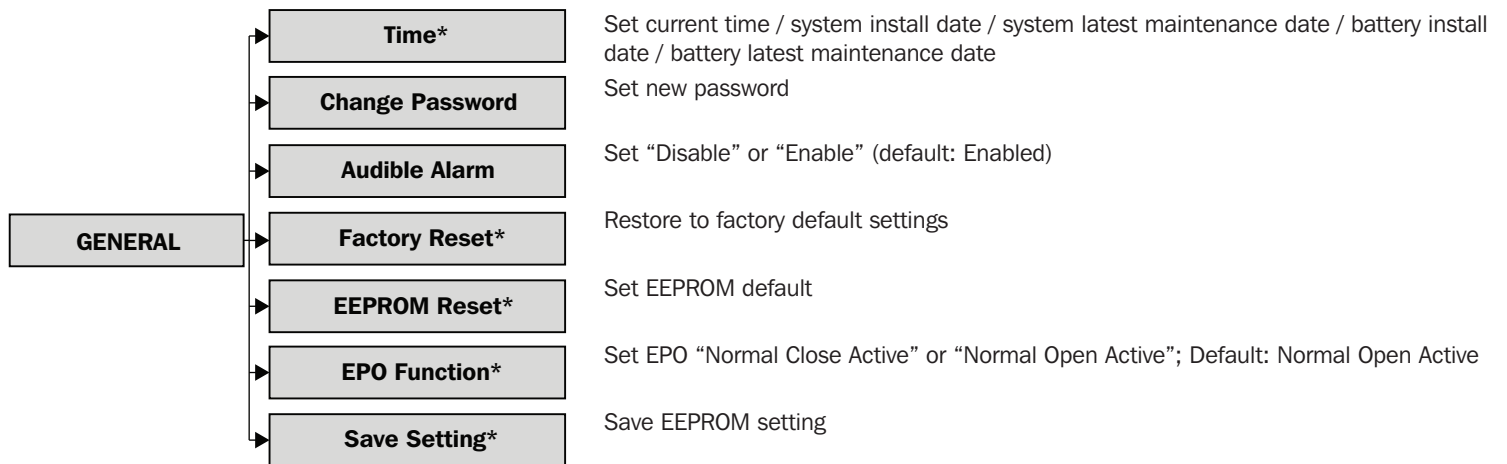 Time*
Set current time / system install date / system latest maintenance date / battery install
date / battery latest maintenance date
Change Password
Set new password
Audible Alarm
Set “Disable” or “Enable” (default: Enabled)
GENERAL
Factory Reset*
Restore to factory default settings
EEPROM Reset*
Set EEPROM default
EPO Function*
Set EPO “Normal Close Active” or “Normal Open Active”; Default: Normal Open Active
Save Setting*
Save EEPROM setting